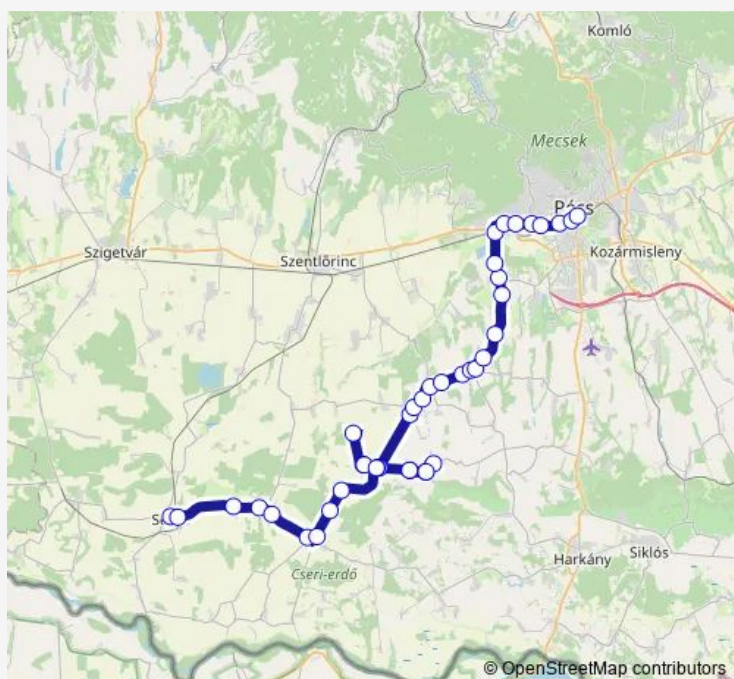 Komló
Mecsek
Pécs
Szigetvár
Szentlőrinc
Kozármisleny
Harkány
Siklós
Cseri-erdő
© OpenStreetMap contributors